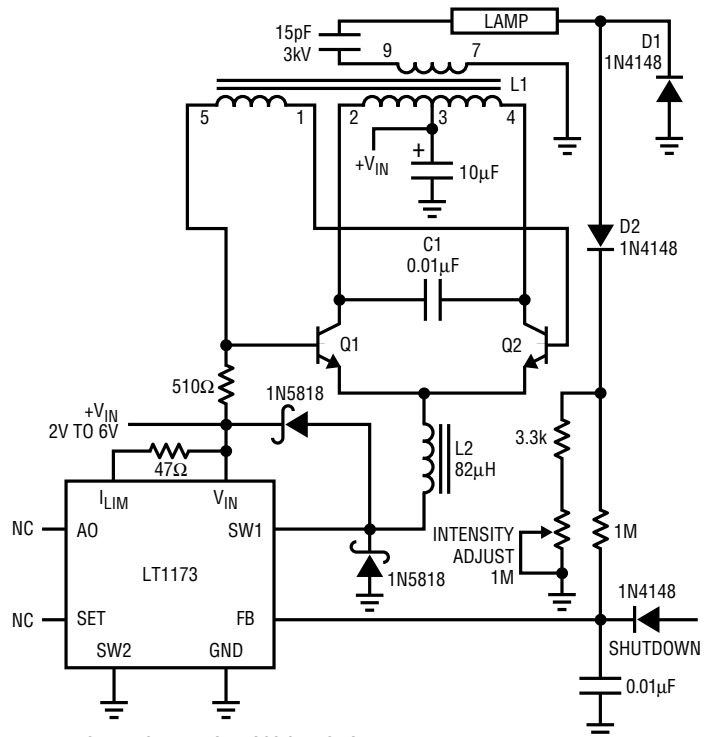 15pF
3kV
LAMP
D1
1N4148
9
7
L1
5
1
2
3
4
+VIN
+
10µF
D2
1N4148
C1
0.01µF
Q1
Q2
510Ω
1N5818
+VIN
2V TO 6V
47Ω
L2
82µH
3.3k
ILIM
VIN
NC
AO
SW1
INTENSITY
ADJUST
1M
1M
LT1173
1N5818
1N4148
NC
SET
FB
SHUTDOWN
SW2
GND
0.01µF